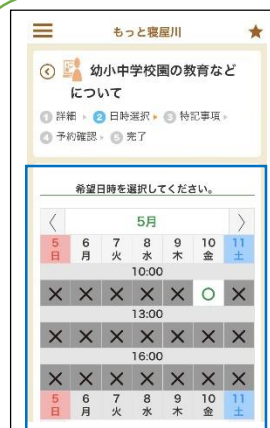 もっと寝屋川
幼小中学校園の教育など
について
1 詳細 2 日時選択 3 特記事項
4 予約確認 5 完了
希望日時を選択してください。
5月
5 6 7 8 9 10 11
日 月 火 水 木 金 土
10:00
× × × × × ○ ×
13:00
× × × × × × ×
16:00
× × × × × × ×
5 6 7 8 9 10 11
日 月 火 水 木 金 土